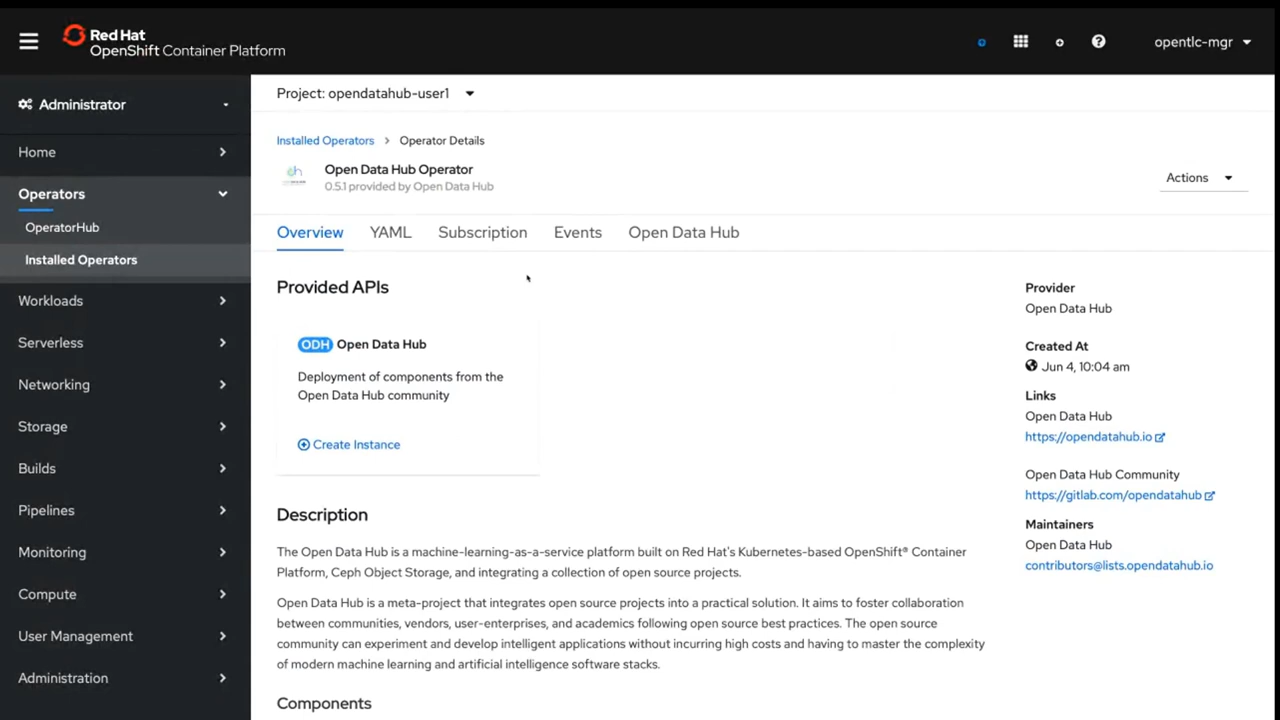 Red Hat
OpenShift Container Platform
opentlc-mgr
Administrator
Home
Operators
OperatorHub
Installed Operators
Workloads
Serverless
Networking
Storage
Builds
Pipelines
Monitoring
Compute
User Management
Administration
Project: opendatahub-user1
Installed Operators > Operator Details
Open Data Hub Operator
0.5.1 provided by Open Data Hub
Actions
Overview YAML Subscription Events Open Data Hub
Provided APIs
ODH Open Data Hub
Deployment of components from the
Open Data Hub community
Create Instance
Description
The Open Data Hub is a machine-learning-as-a-service platform built on Red Hat's Kubernetes-based OpenShift® Container
Platform, Ceph Object Storage, and integrating a collection of open source projects.
Open Data Hub is a meta-project that integrates open source projects into a practical solution. It aims to foster collaboration
between communities, vendors, user-enterprises, and academics following open source best practices. The open source
community can experiment and develop intelligent applications without incurring high costs and having to master the complexity
of modern machine learning and artificial intelligence software stacks.
Components
Provider
Open Data Hub
Created At
Jun 4, 10:04 am
Links
Open Data Hub
https://opendatahub.io
Open Data Hub Community
https://gitlab.com/opendatahub
Maintainers
Open Data Hub
contributors@lists.opendatahub.io